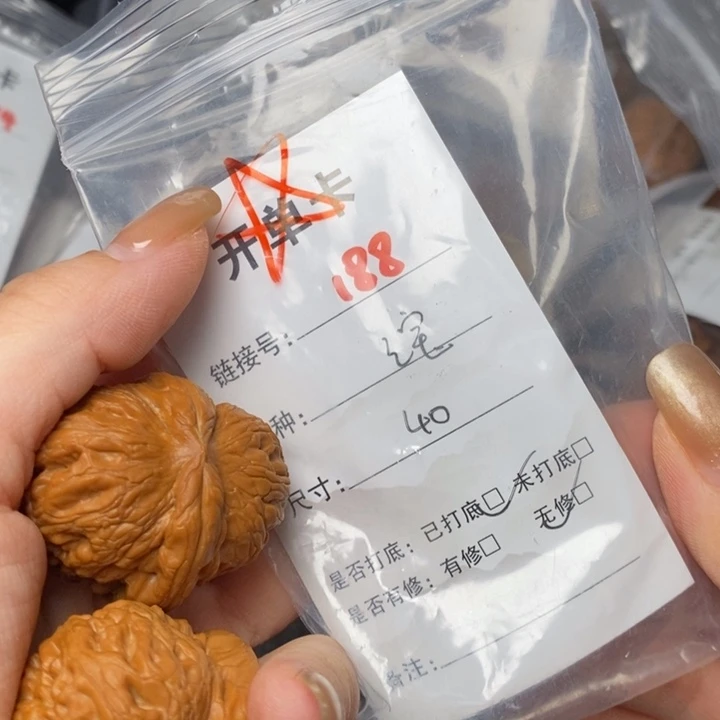 开单卡
188
链接号：
绽
种：
40
尺寸：
是否打底：已打底☑ 未打底☐
是否有修：有修☐ 无修☐
备注：